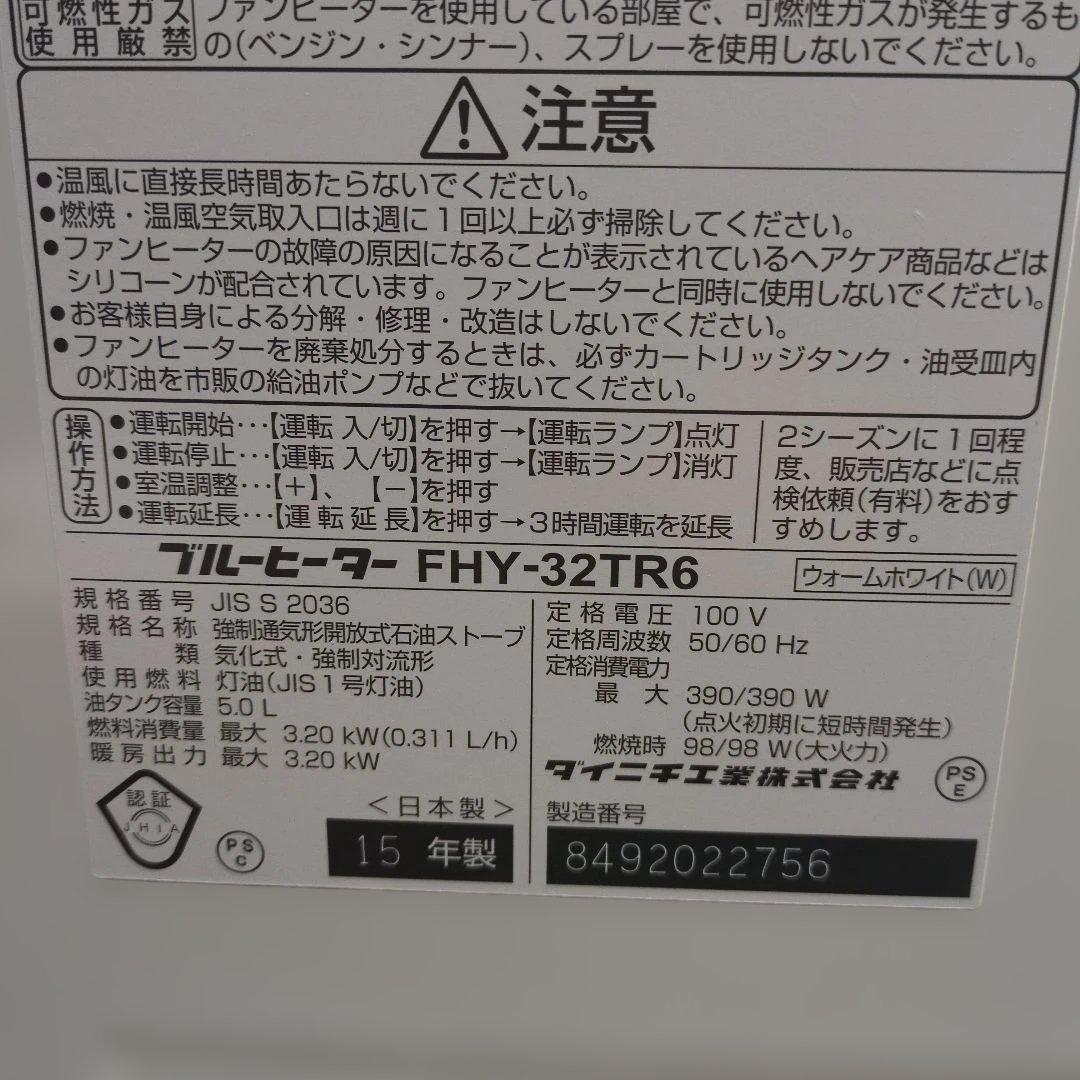 可燃性ガス
使用厳禁
ファンヒーターを使用している部屋で、可燃性ガスが発生するも
の(ベンジン・シンナー)、スプレーを使用しないでください。
注意
●温風に直接長時間あたらないでください。
●燃焼・温風空気取入口は週に1回以上必ず掃除してください。
●ファンヒーターの故障の原因になることが表示されているヘアケア商品などは
シリコーンが配合されています。ファンヒーターと同時に使用しないでください。
●お客様自身による分解・修理・改造はしないでください。
●ファンヒーターを廃棄処分するときは、必ずカートリッジタンク・油受皿内
の灯油を市販の給油ポンプなどで抜いてください。
操作方法
●運転開始・・・【運転 入/切】を押す→【運転ランプ】点灯
●運転停止・・・【運転 入/切】を押す→【運転ランプ】消灯
●室温調整・・・【＋】、【－】を押す
●運転延長・・・【運転延長】を押す→3時間運転を延長
2シーズンに1回程
度、販売店などに点
検依頼(有料)をおす
すめします。
ブルーヒーター FHY-32TR6
ウォームホワイト(W)
規格番号 JIS S 2036
規格名称 強制通気形開放式石油ストーブ
種類 気化式・強制対流形
使用燃料 灯油(JIS1号灯油)
油タンク容量 5.0 L
燃料消費量 最大 3.20 kW(0.311 L/h)
暖房出力 最大 3.20 kW
定格電圧 100 V
定格周波数 50/60 Hz
定格消費電力
最大 390/390 W
(点火初期に短時間発生)
燃焼時 98/98 W(大火力)
ダイニチ工業株式会社
PS
E
認証
JHIA
PS
C
＜日本製＞
15 年製
製造番号
8492022756